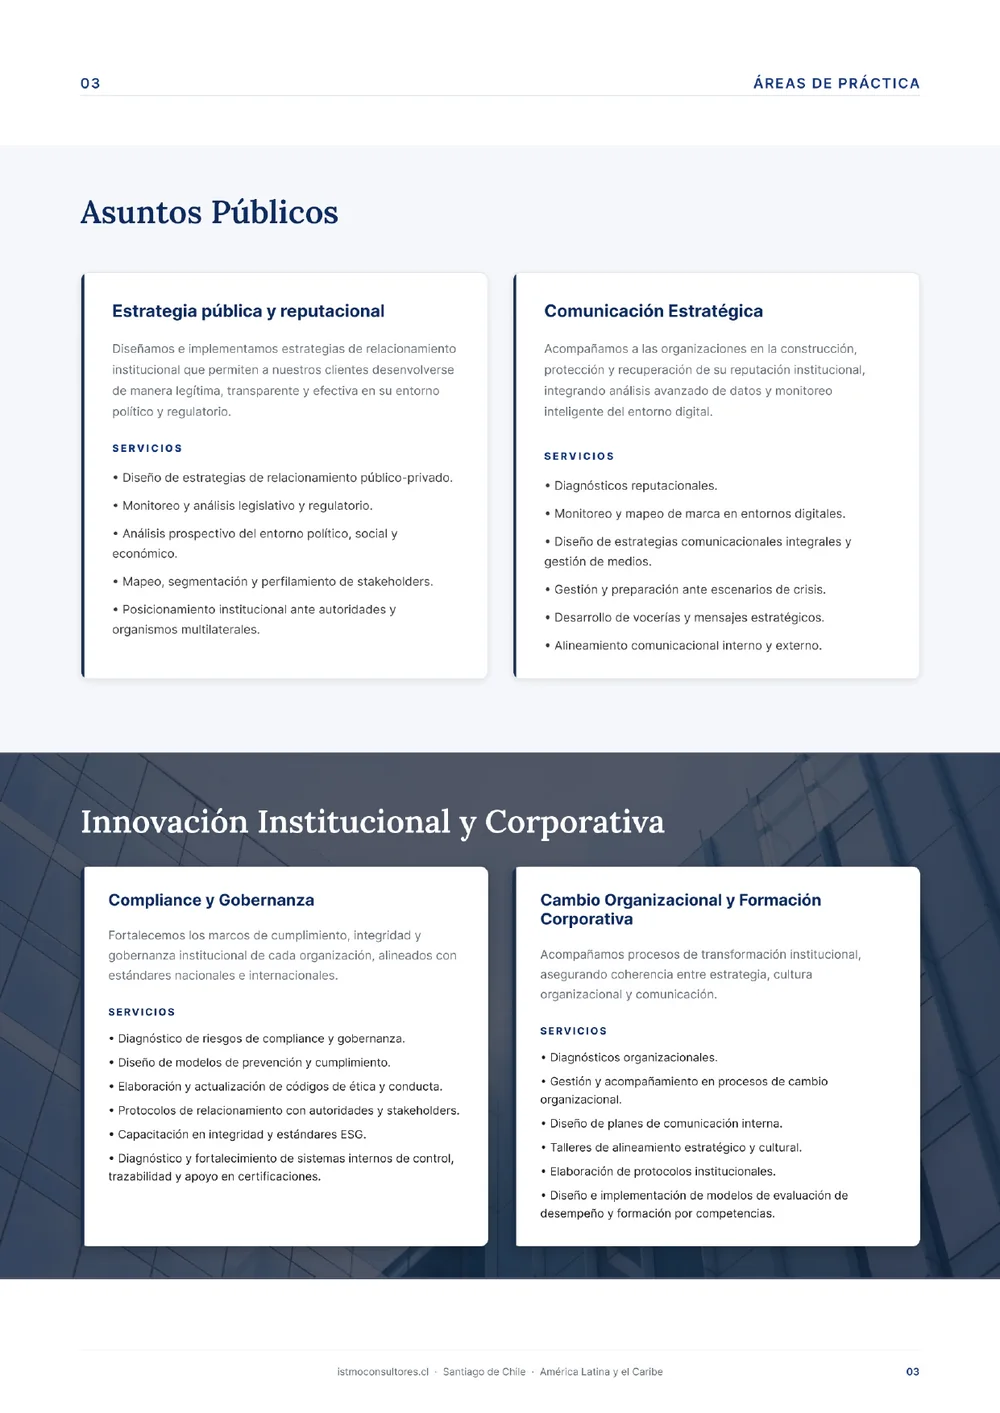 03
ÁREAS DE PRÁCTICA
Asuntos Públicos
Estrategia pública y reputacional
Diseñamos e implementamos estrategias de relacionamiento
institucional que permiten a nuestros clientes desenvolverse
de manera legítima, transparente y efectiva en su entorno
político y regulatorio.
SERVICIOS
• Diseño de estrategias de relacionamiento público-privado.
• Monitoreo y análisis legislativo y regulatorio.
• Análisis prospectivo del entorno político, social y
económico.
• Mapeo, segmentación y perfilamiento de stakeholders.
• Posicionamiento institucional ante autoridades y
organismos multilaterales.
Comunicación Estratégica
Acompañamos a las organizaciones en la construcción,
protección y recuperación de su reputación institucional,
integrando análisis avanzado de datos y monitoreo
inteligente del entorno digital.
SERVICIOS
• Diagnósticos reputacionales.
• Monitoreo y mapeo de marca en entornos digitales.
• Diseño de estrategias comunicacionales integrales y
gestión de medios.
• Gestión y preparación ante escenarios de crisis.
• Desarrollo de vocerías y mensajes estratégicos.
• Alineamiento comunicacional interno y externo.
Innovación Institucional y Corporativa
Compliance y Gobernanza
Fortalecemos los marcos de cumplimiento, integridad y
gobernanza institucional de cada organización, alineados con
estándares nacionales e internacionales.
SERVICIOS
• Diagnóstico de riesgos de compliance y gobernanza.
• Diseño de modelos de prevención y cumplimiento.
• Elaboración y actualización de códigos de ética y conducta.
• Protocolos de relacionamiento con autoridades y stakeholders.
• Capacitación en integridad y estándares ESG.
• Diagnóstico y fortalecimiento de sistemas internos de control,
trazabilidad y apoyo en certificaciones.
Cambio Organizacional y Formación
Corporativa
Acompañamos procesos de transformación institucional,
asegurando coherencia entre estrategia, cultura
organizacional y comunicación.
SERVICIOS
• Diagnósticos organizacionales.
• Gestión y acompañamiento en procesos de cambio
organizacional.
• Diseño de planes de comunicación interna.
• Talleres de alineamiento estratégico y cultural.
• Elaboración de protocolos institucionales.
• Diseño e implementación de modelos de evaluación de
desempeño y formación por competencias.
istmoconsultores.cl · Santiago de Chile · América Latina y el Caribe
03